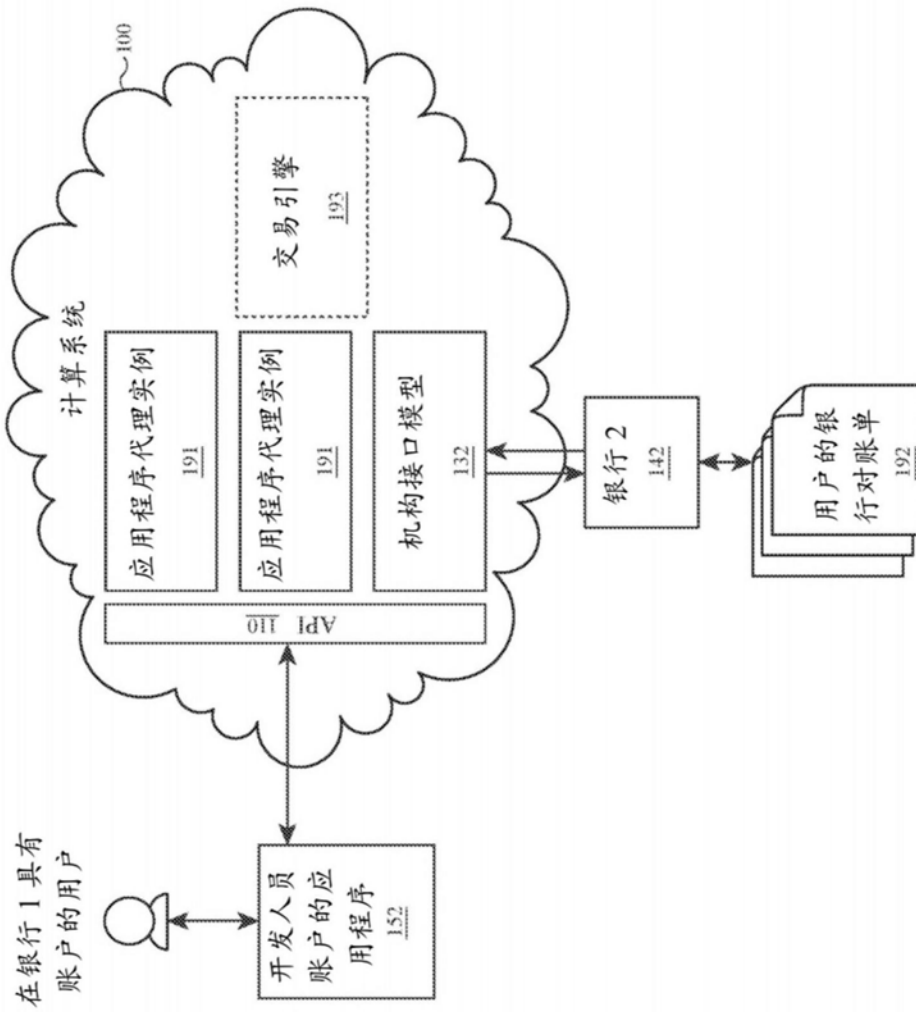 在银行1具有
账户的用户
开发人员
账户的应
用程序
152
计算系统
100
API 110
应用程序代理实例
191
应用程序代理实例
191
机构接口模型
132
交易引擎
193
银行2
142
用户的银
行对账单
192